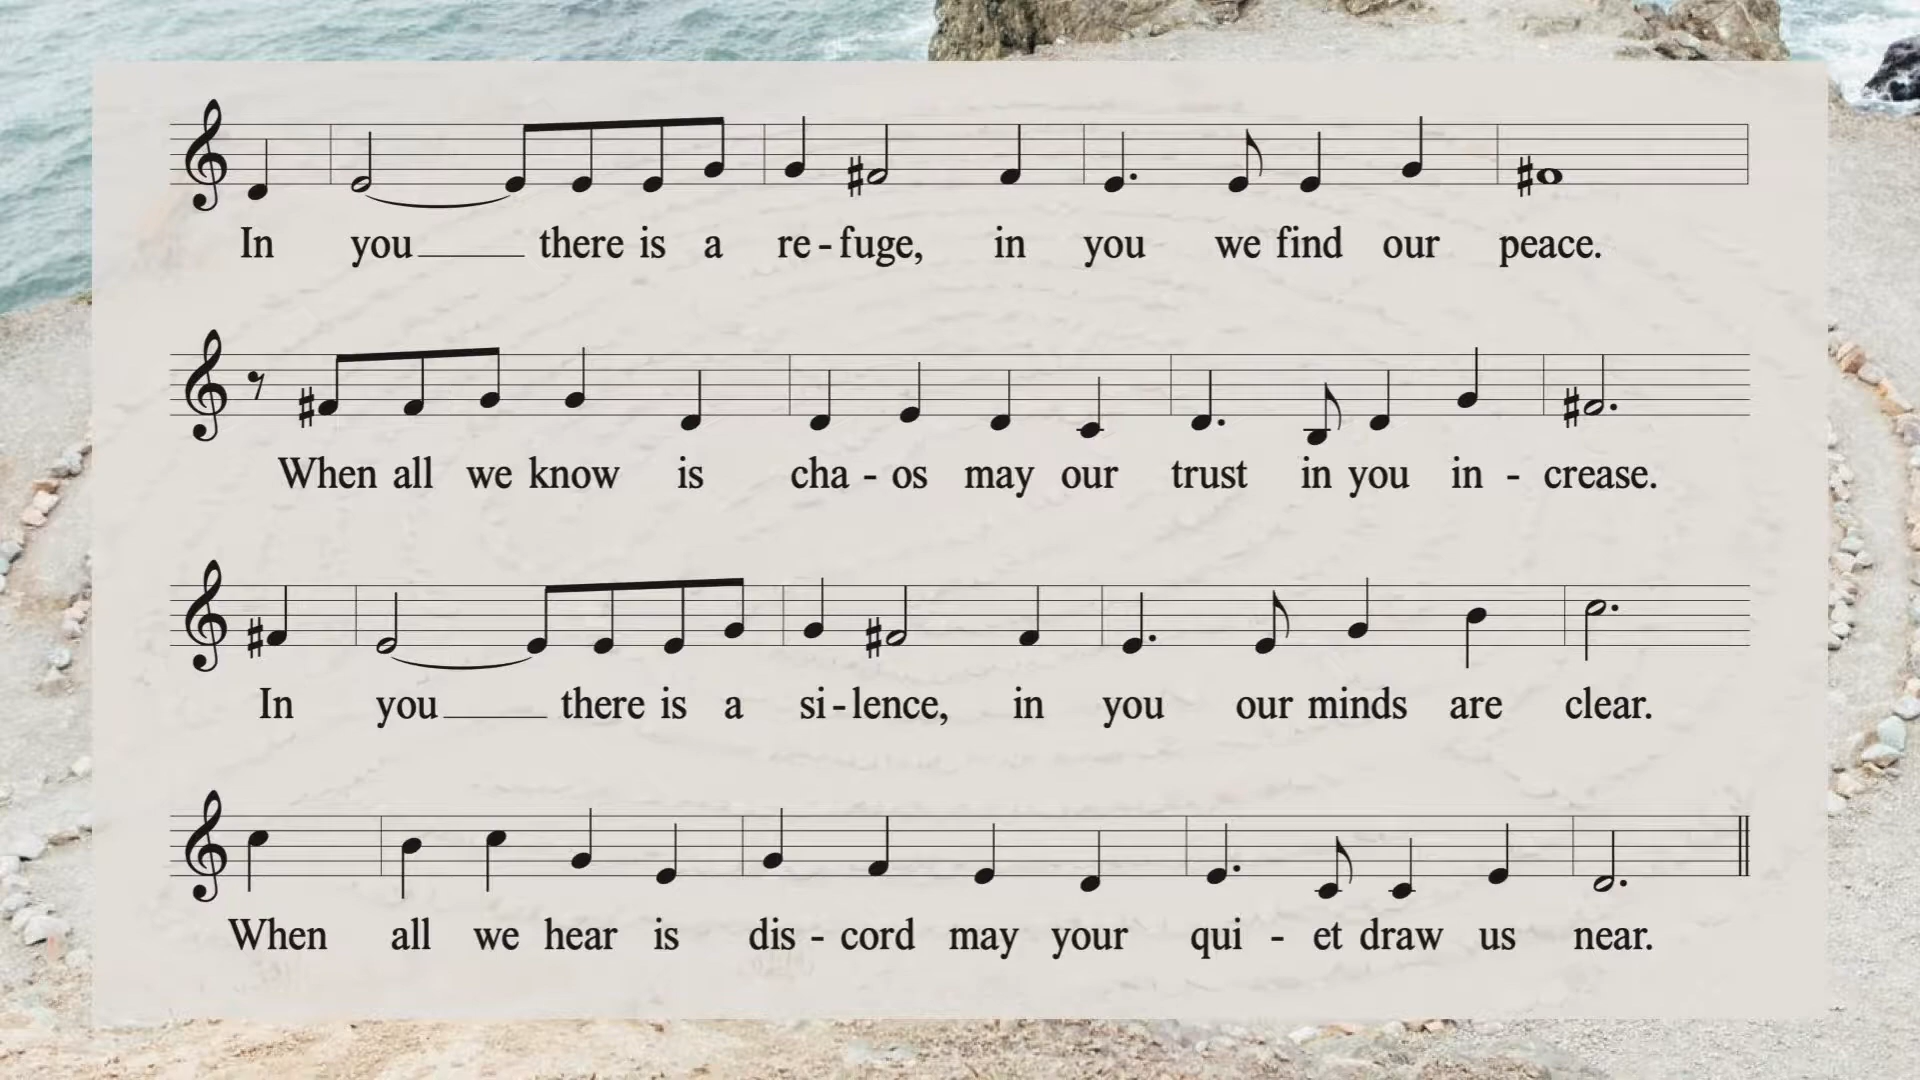 In you____ there is a re-fuge, in you we find our peace.
When all we know is cha-os may our trust in you in-crease.
In you____ there is a si-lence, in you our minds are clear.
When all we hear is dis-cord may your qui-et draw us near.